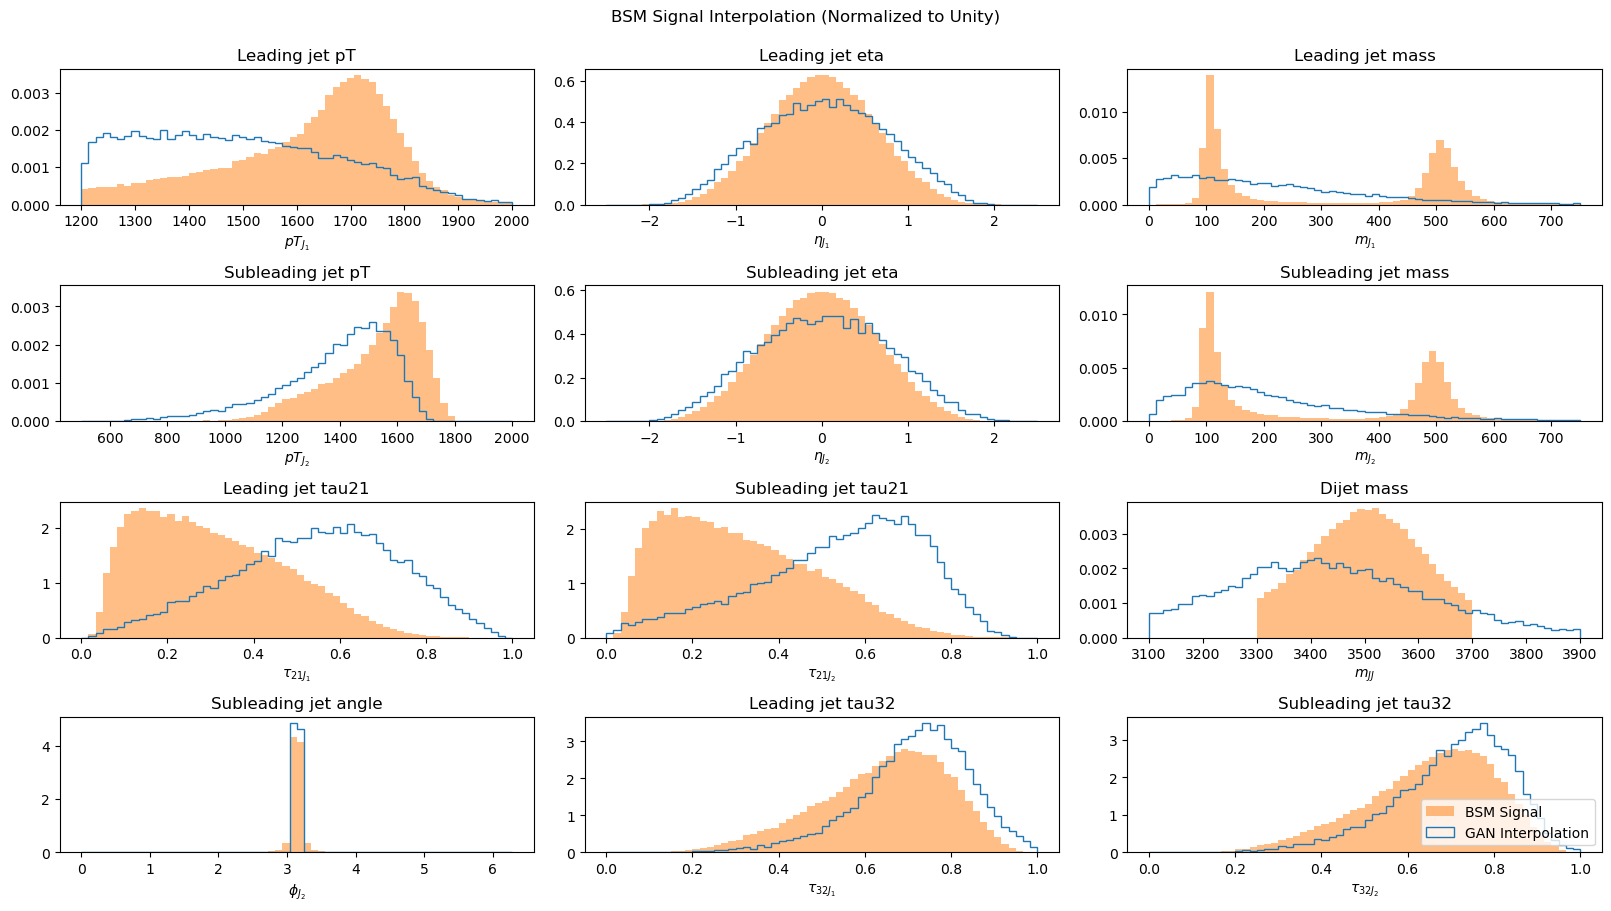 BSM Signal Interpolation (Normalized to Unity)
Leading jet pT
0.003
0.002
0.001
0.000
1200 1300 1400 1500 1600 1700 1800 1900 2000
pT_{J_1}
Leading jet eta
0.6
0.4
0.2
0.0
−2 −1 0 1 2
η_{J_1}
Leading jet mass
0.010
0.005
0.000
0 100 200 300 400 500 600 700
m_{J_1}
Subleading jet pT
0.003
0.002
0.001
0.000
600 800 1000 1200 1400 1600 1800 2000
pT_{J_2}
Subleading jet eta
0.6
0.4
0.2
0.0
−2 −1 0 1 2
η_{J_2}
Subleading jet mass
0.010
0.005
0.000
0 100 200 300 400 500 600 700
m_{J_2}
Leading jet tau21
2
1
0
0.0 0.2 0.4 0.6 0.8 1.0
τ_{21J_1}
Subleading jet tau21
2
1
0
0.0 0.2 0.4 0.6 0.8 1.0
τ_{21J_2}
Dijet mass
0.003
0.002
0.001
0.000
3100 3200 3300 3400 3500 3600 3700 3800 3900
m_{JJ}
Subleading jet angle
4
2
0
0 1 2 3 4 5 6
ϕ_{J_2}
Leading jet tau32
3
2
1
0
0.0 0.2 0.4 0.6 0.8 1.0
τ_{32J_1}
Subleading jet tau32
3
2
1
0
0.0 0.2 0.4 0.6 0.8 1.0
τ_{32J_2}
BSM Signal
GAN Interpolation